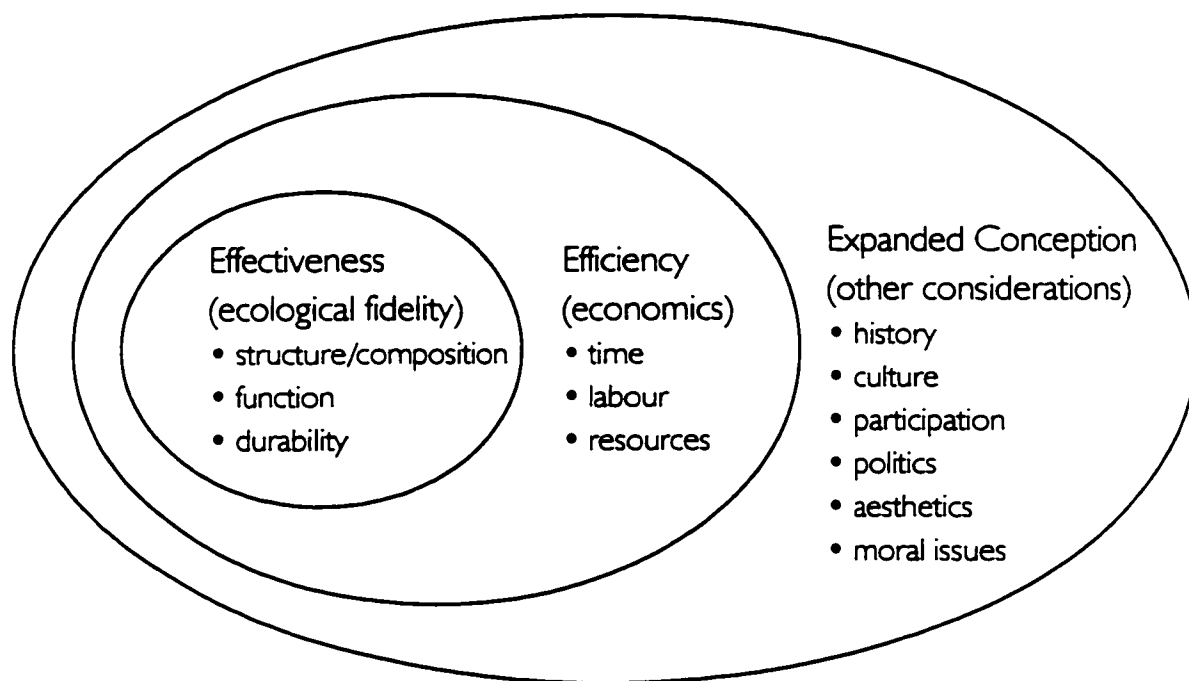 Effectiveness
(ecological fidelity)
• structure/composition
• function
• durability
Efficiency
(economics)
• time
• labour
• resources
Expanded Conception
(other considerations)
• history
• culture
• participation
• politics
• aesthetics
• moral issues